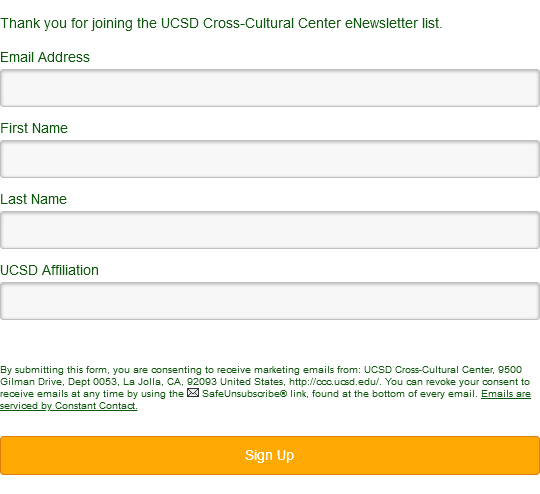 Thank you for joining the UCSD Cross-Cultural Center eNewsletter list.
Email Address
First Name
Last Name
UCSD Affiliation
By submitting this form, you are consenting to receive marketing emails from: UCSD Cross-Cultural Center, 9500
Gilman Drive, Dept 0053, La Jolla, CA, 92093 United States, http://ccc.ucsd.edu/. You can revoke your consent to
receive emails at any time by using the SafeUnsubscribe® link, found at the bottom of every email. Emails are
serviced by Constant Contact.
Sign Up